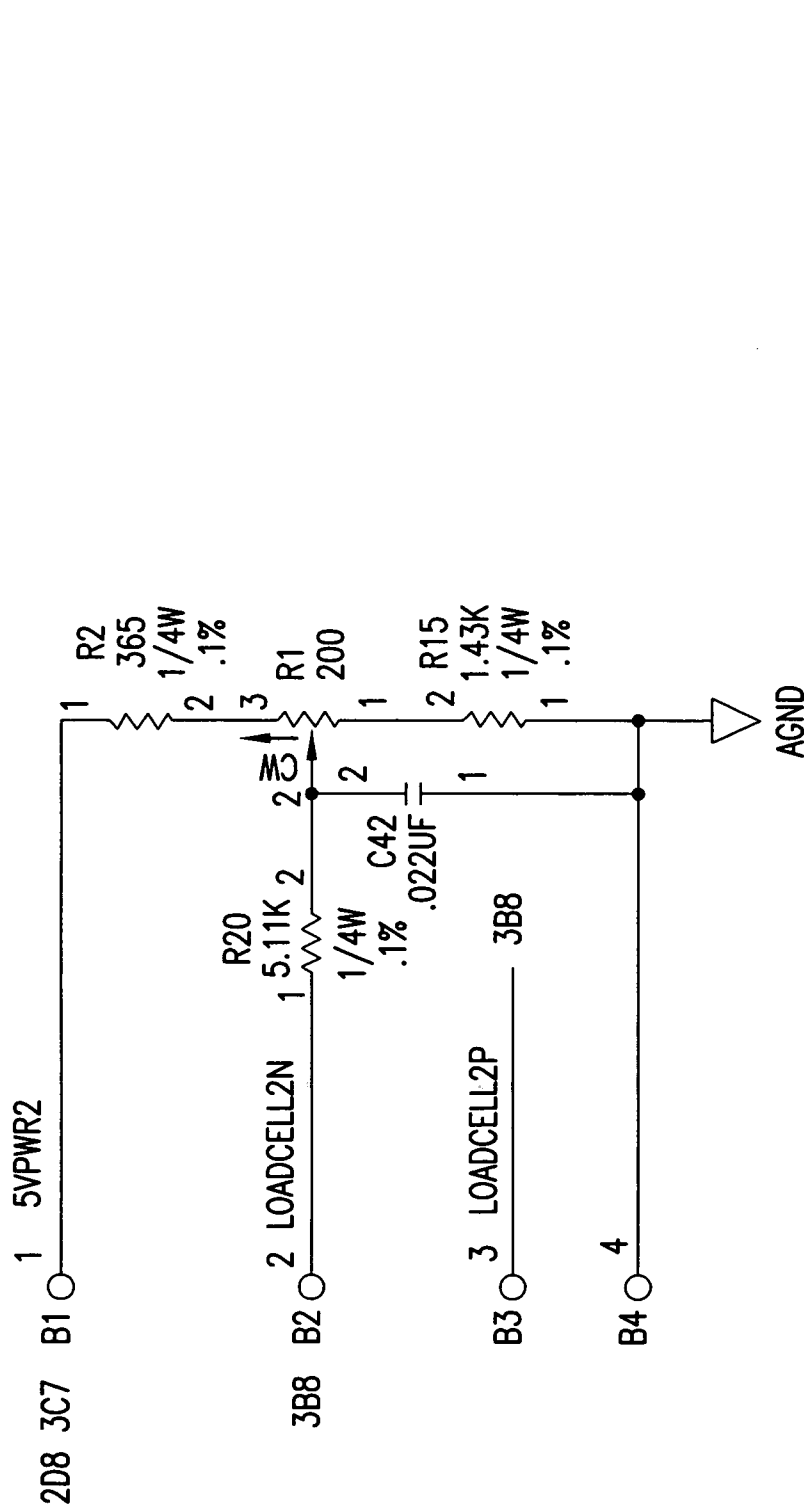 2D8 3C7
B1
1
5VPWR2
1
R2
365
1/4W
.1%
2
3
R1
200
CW
1
2
3B8
B2
2
LOADCELL2N
R20
5.11K
1
2
1/4W
.1%
2
C42
.022UF
1
2
R15
1.43K
1/4W
.1%
1
B3
3
LOADCELL2P
3B8
B4
4
AGND